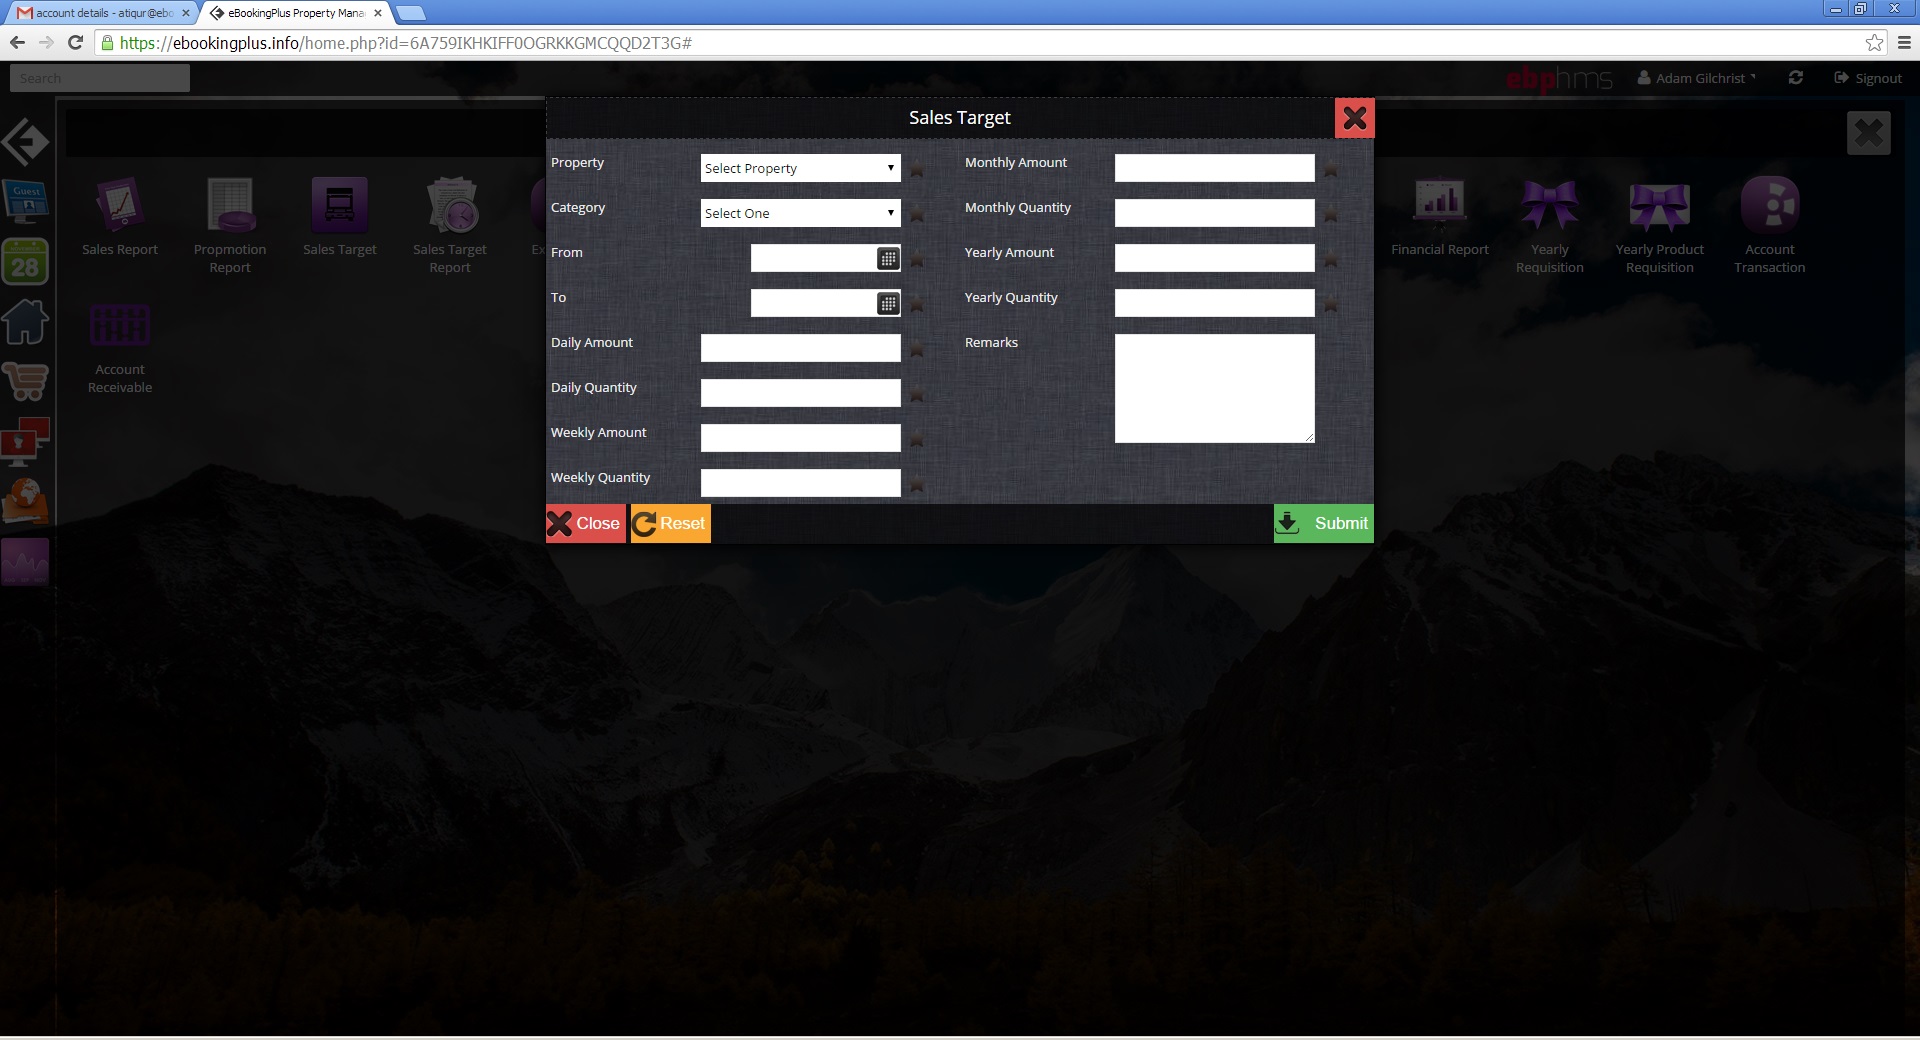 account details - atiqur@ebo
eBookingPlus Property Mana
https://ebookingplus.info/home.php?id=6A759IKHKIFF0OGRKKGMCQQD2T3G#
Search
ebphms
Adam Gilchrist
Signout
Sales Target
Guest
28
Sales Report
Propmotion
Report
Sales Target
Sales Target
Report
Ex
Financial Report
Yearly
Requisition
Yearly Product
Requisition
Account
Transaction
Account
Receivable
Property
Select Property
Category
Select One
From
To
Daily Amount
Daily Quantity
Weekly Amount
Weekly Quantity
Monthly Amount
Monthly Quantity
Yearly Amount
Yearly Quantity
Remarks
Close
Reset
Submit